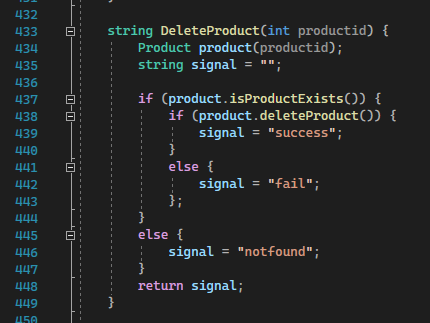 432
433 string DeleteProduct(int productid) {
434 Product product(productid);
435 string signal = "";
436
437 if (product.isProductExists()) {
438 if (product.deleteProduct()) {
439 signal = "success";
440 }
441 else {
442 signal = "fail";
443 };
444 }
445 else {
446 signal = "notfound";
447 }
448 return signal;
449 }
450